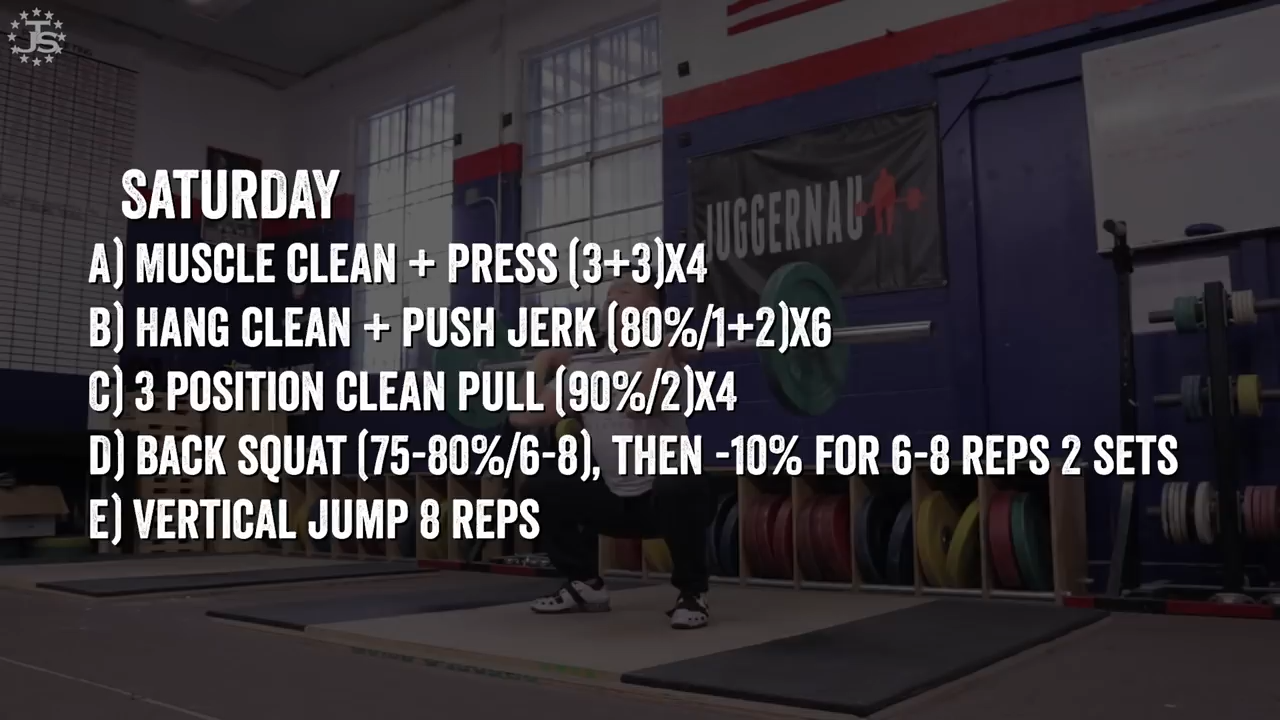 JTS
SATURDAY
A) MUSCLE CLEAN + PRESS (3+3)X4
JUGGERNAU
B) HANG CLEAN + PUSH JERK (80%/1+2)X6
C) 3 POSITION CLEAN PULL (90%/2)X4
D) BACK SQUAT (75-80%/6-8), THEN -10% FOR 6-8 REPS 2 SETS
E) VERTICAL JUMP 8 REPS